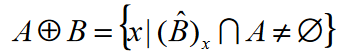 A ⊕ B = {x | (B̂)ₓ ∩ A ≠ ∅}